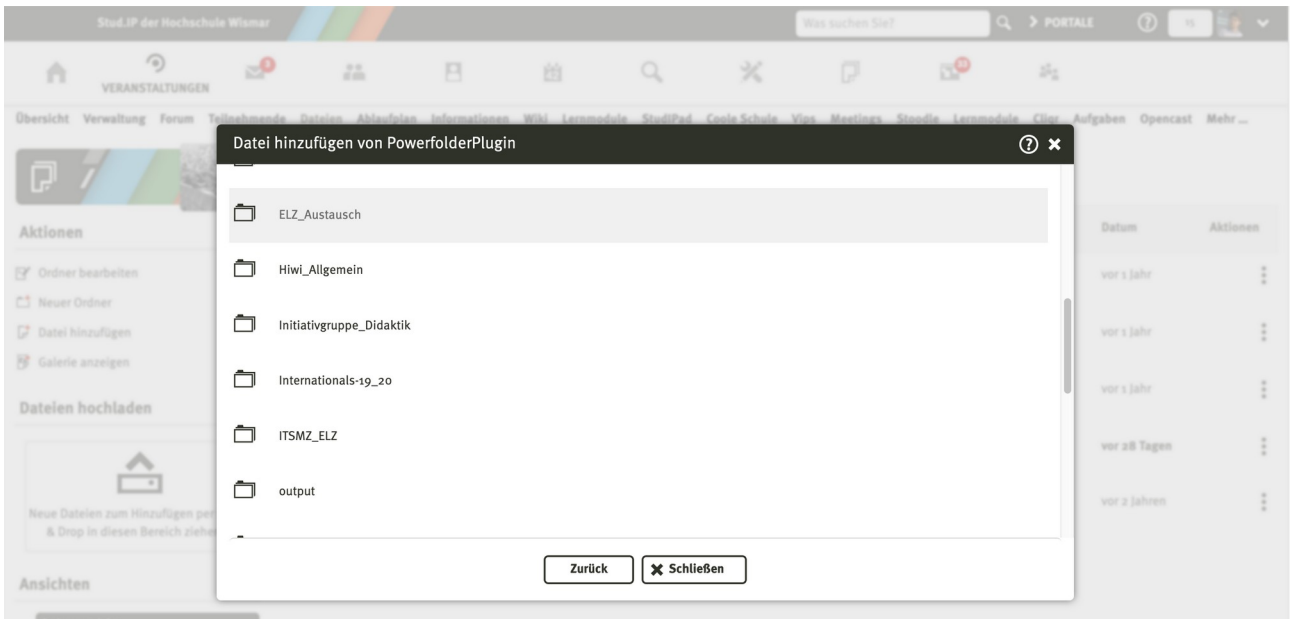 Stud.IP der Hochschule Wismar
Was suchen Sie?
PORTALE
15
VERANSTALTUNGEN
Übersicht Verwaltung Forum Teilnehmende Dateien Ablaufplan Informationen Wiki Lernmodule StudIPad Coole Schule Vips Meetings Stoodle Lernmodule Cliqr Aufgaben Opencast Mehr ...
Datei hinzufügen von PowerfolderPlugin
ELZ_Austausch
Hiwi_Allgemein
Initiativgruppe_Didaktik
Internationals-19_20
ITSMZ_ELZ
output
Zurück
Schließen
Aktionen
Ordner bearbeiten
Neuer Ordner
Datei hinzufügen
Galerie anzeigen
Dateien hochladen
Neue Dateien zum Hinzufügen per
& Drop in diesen Bereich ziehen
Ansichten
Datum Aktionen
vor 1 Jahr
vor 1 Jahr
vor 1 Jahr
vor 28 Tagen
vor 2 Jahren